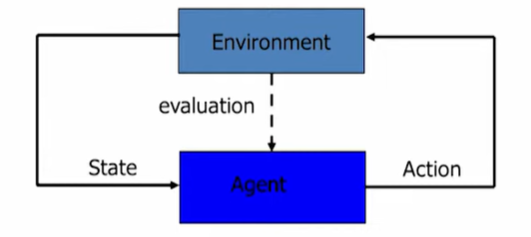 Environment
evaluation
State
Agent
Action